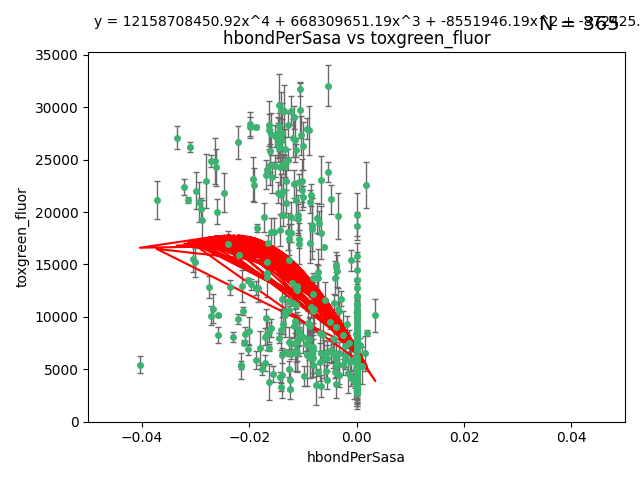 y = 12158708450.92x^4 + 668309651.19x^3 + -8551946.19x^2 +
N = 365
hbondPerSasa vs toxgreen_fluor
35000
30000
25000
20000
15000
10000
5000
0
toxgreen_fluor
−0.04
−0.02
0.00
0.02
0.04
hbondPerSasa